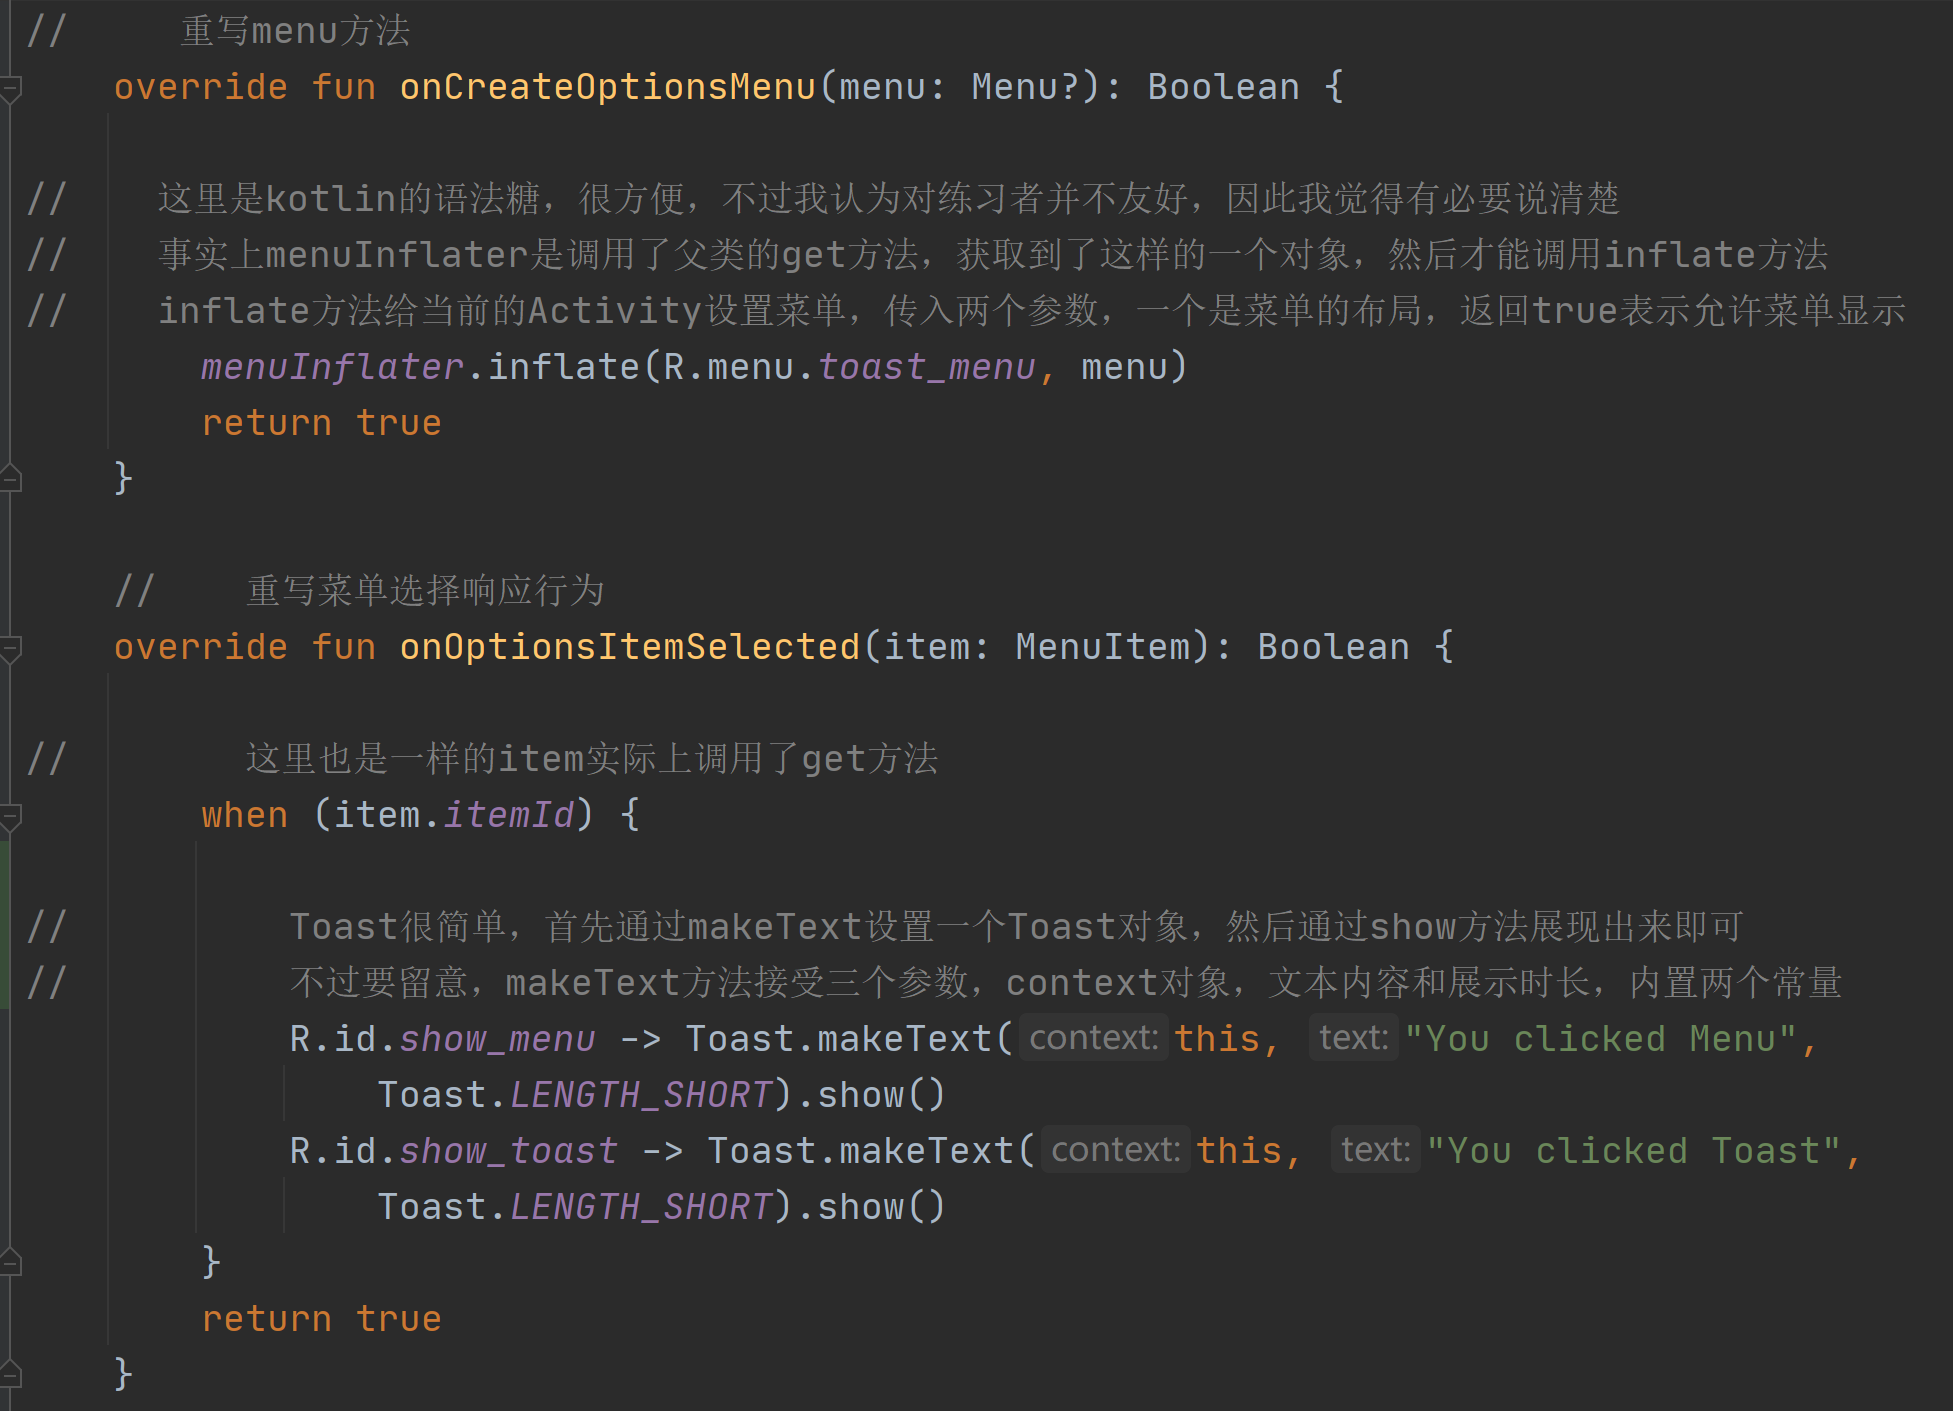 //     重写menu方法
    override fun onCreateOptionsMenu(menu: Menu?): Boolean {
//    这里是kotlin的语法糖，很方便，不过我认为对练习者并不友好，因此我觉得有必要说清楚
//    事实上menuInflater是调用了父类的get方法，获取到了这样的一个对象，然后才能调用inflate方法
//    inflate方法给当前的Activity设置菜单，传入两个参数，一个是菜单的布局，返回true表示允许菜单显示
        menuInflater.inflate(R.menu.toast_menu, menu)
        return true
    }
    //    重写菜单选择响应行为
    override fun onOptionsItemSelected(item: MenuItem): Boolean {
//        这里也是一样的item实际上调用了get方法
        when (item.itemId) {
//          Toast很简单，首先通过makeText设置一个Toast对象，然后通过show方法展现出来即可
//          不过要留意，makeText方法接受三个参数，context对象，文本内容和展示时长，内置两个常量
            R.id.show_menu -> Toast.makeText( context: this, text: "You clicked Menu",
                Toast.LENGTH_SHORT).show()
            R.id.show_toast -> Toast.makeText( context: this, text: "You clicked Toast",
                Toast.LENGTH_SHORT).show()
        }
        return true
    }